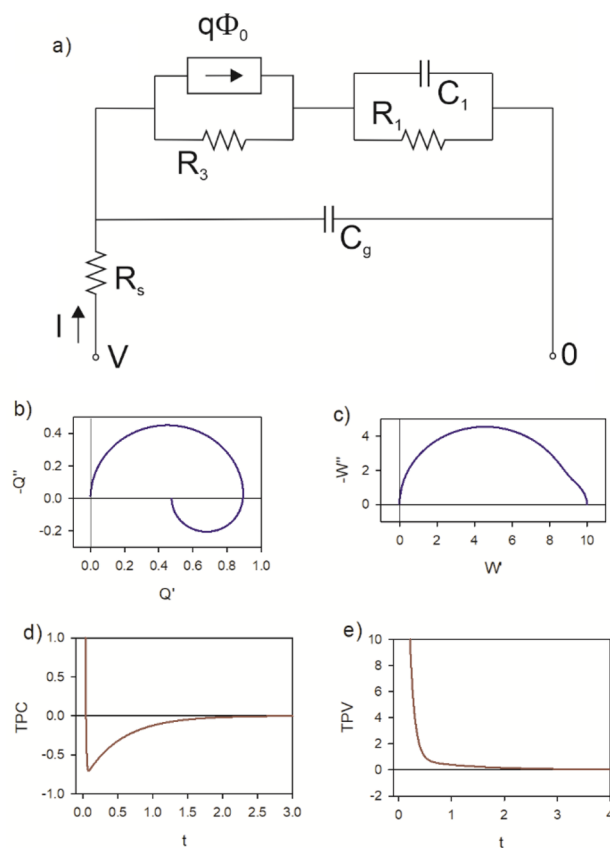 a)
qΦ₀
C₁
R₁
R₃
C_g
R_s
I
V
0
b)
c)
-Q''
0.4
0.2
0.0
-0.2
0.0 0.2 0.4 0.6 0.8 1.0
Q'
-W''
4
2
0
0 2 4 6 8 10
W'
d)
e)
TPC
1.0
0.5
0.0
-0.5
-1.0
0.0 0.5 1.0 1.5 2.0 2.5 3.0
t
TPV
10
8
6
4
2
0
-2
0 1 2 3 4
t